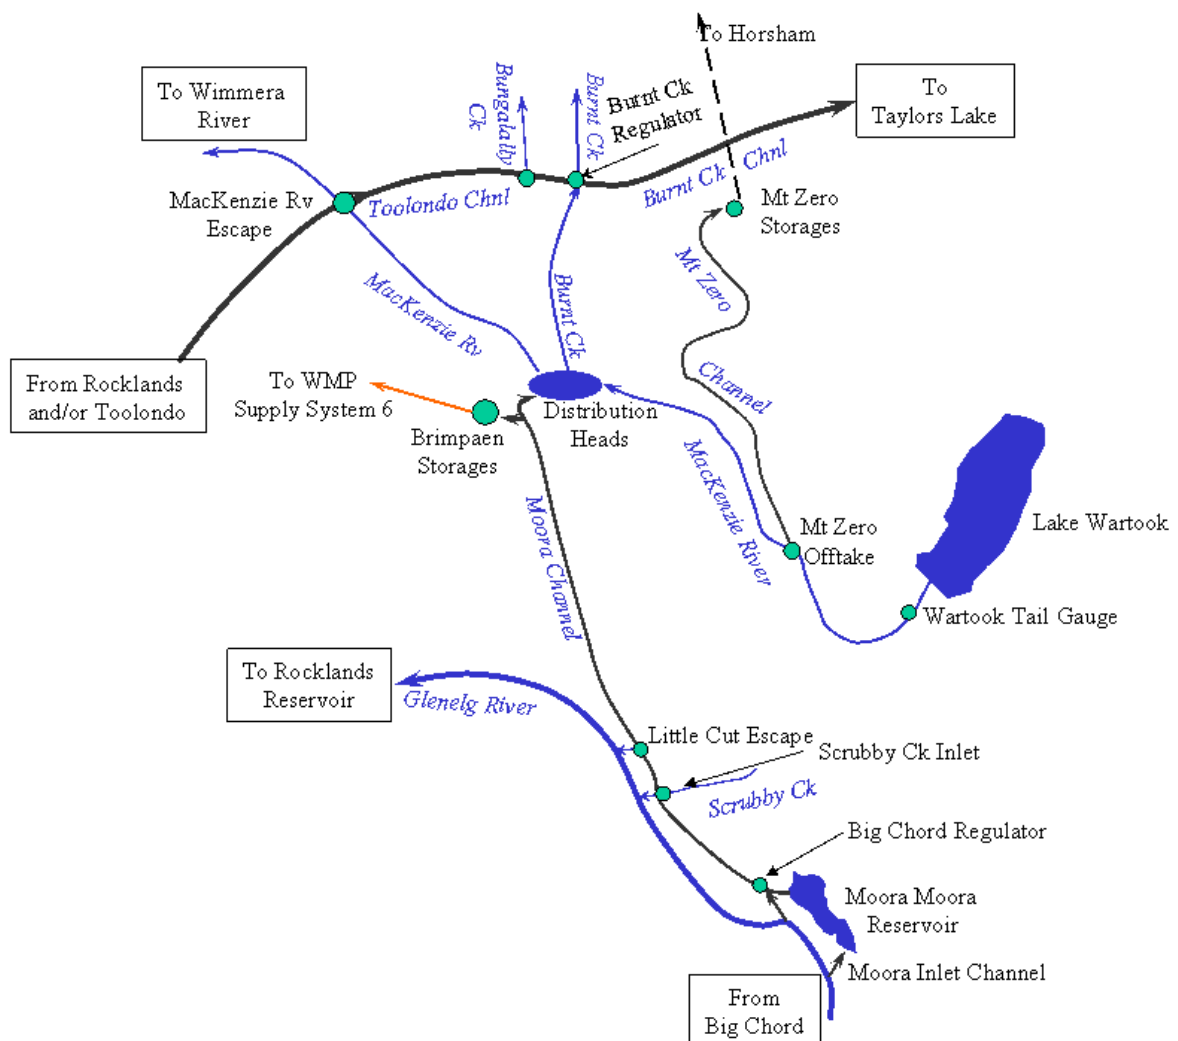 To Horsham
To Wimmera
River
Bungalally
Ck
Burnt Ck
Burnt Ck
Regulator
To
Taylors Lake
MacKenzie Rv
Escape
Toolondo Chnl
Burnt Ck Chnl
Mt Zero
Storages
Mt Zero
Channel
MacKenzie Rv
Burnt Ck
From Rocklands
and/or Toolondo
To WMP
Supply System 6
Distribution
Heads
Brimpaen
Storages
MacKenzie River
Moora Channel
Mt Zero
Offtake
Lake Wartook
Wartook Tail Gauge
To Rocklands
Reservoir
Glenelg River
Little Cut Escape
Scrubby Ck Inlet
Scrubby Ck
Big Chord Regulator
Moora Moora
Reservoir
Moora Inlet Channel
From
Big Chord